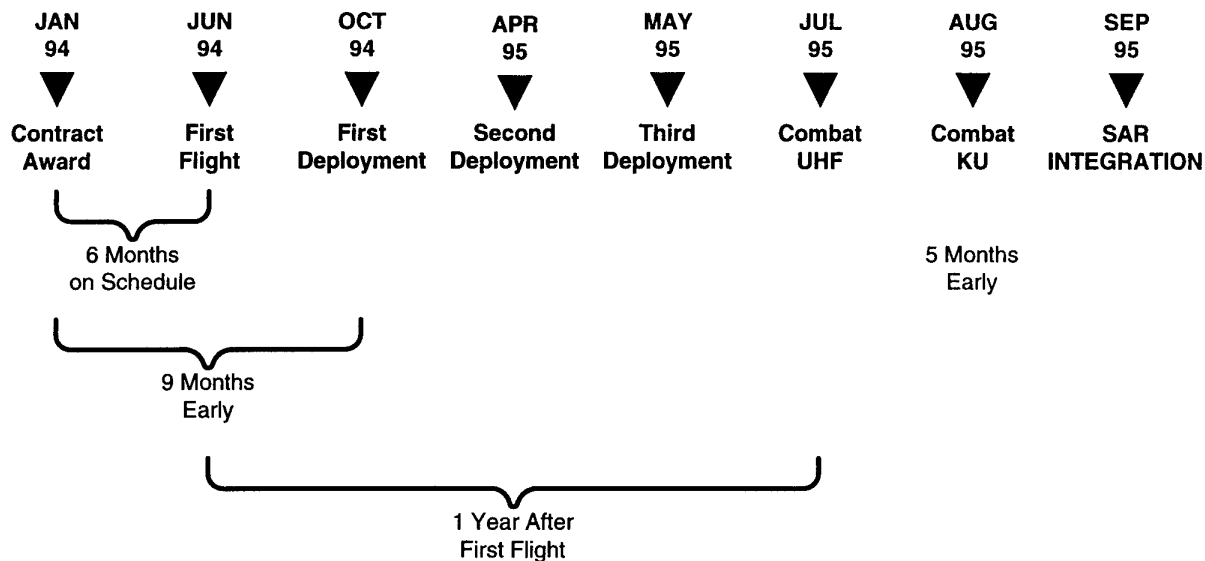 JAN JUN OCT APR MAY JUL AUG SEP
94 94 94 95 95 95 95 95
Contract First First Second Third Combat Combat SAR
Award Flight Deployment Deployment Deployment UHF KU INTEGRATION
6 Months 5 Months
on Schedule Early
9 Months
Early
1 Year After
First Flight